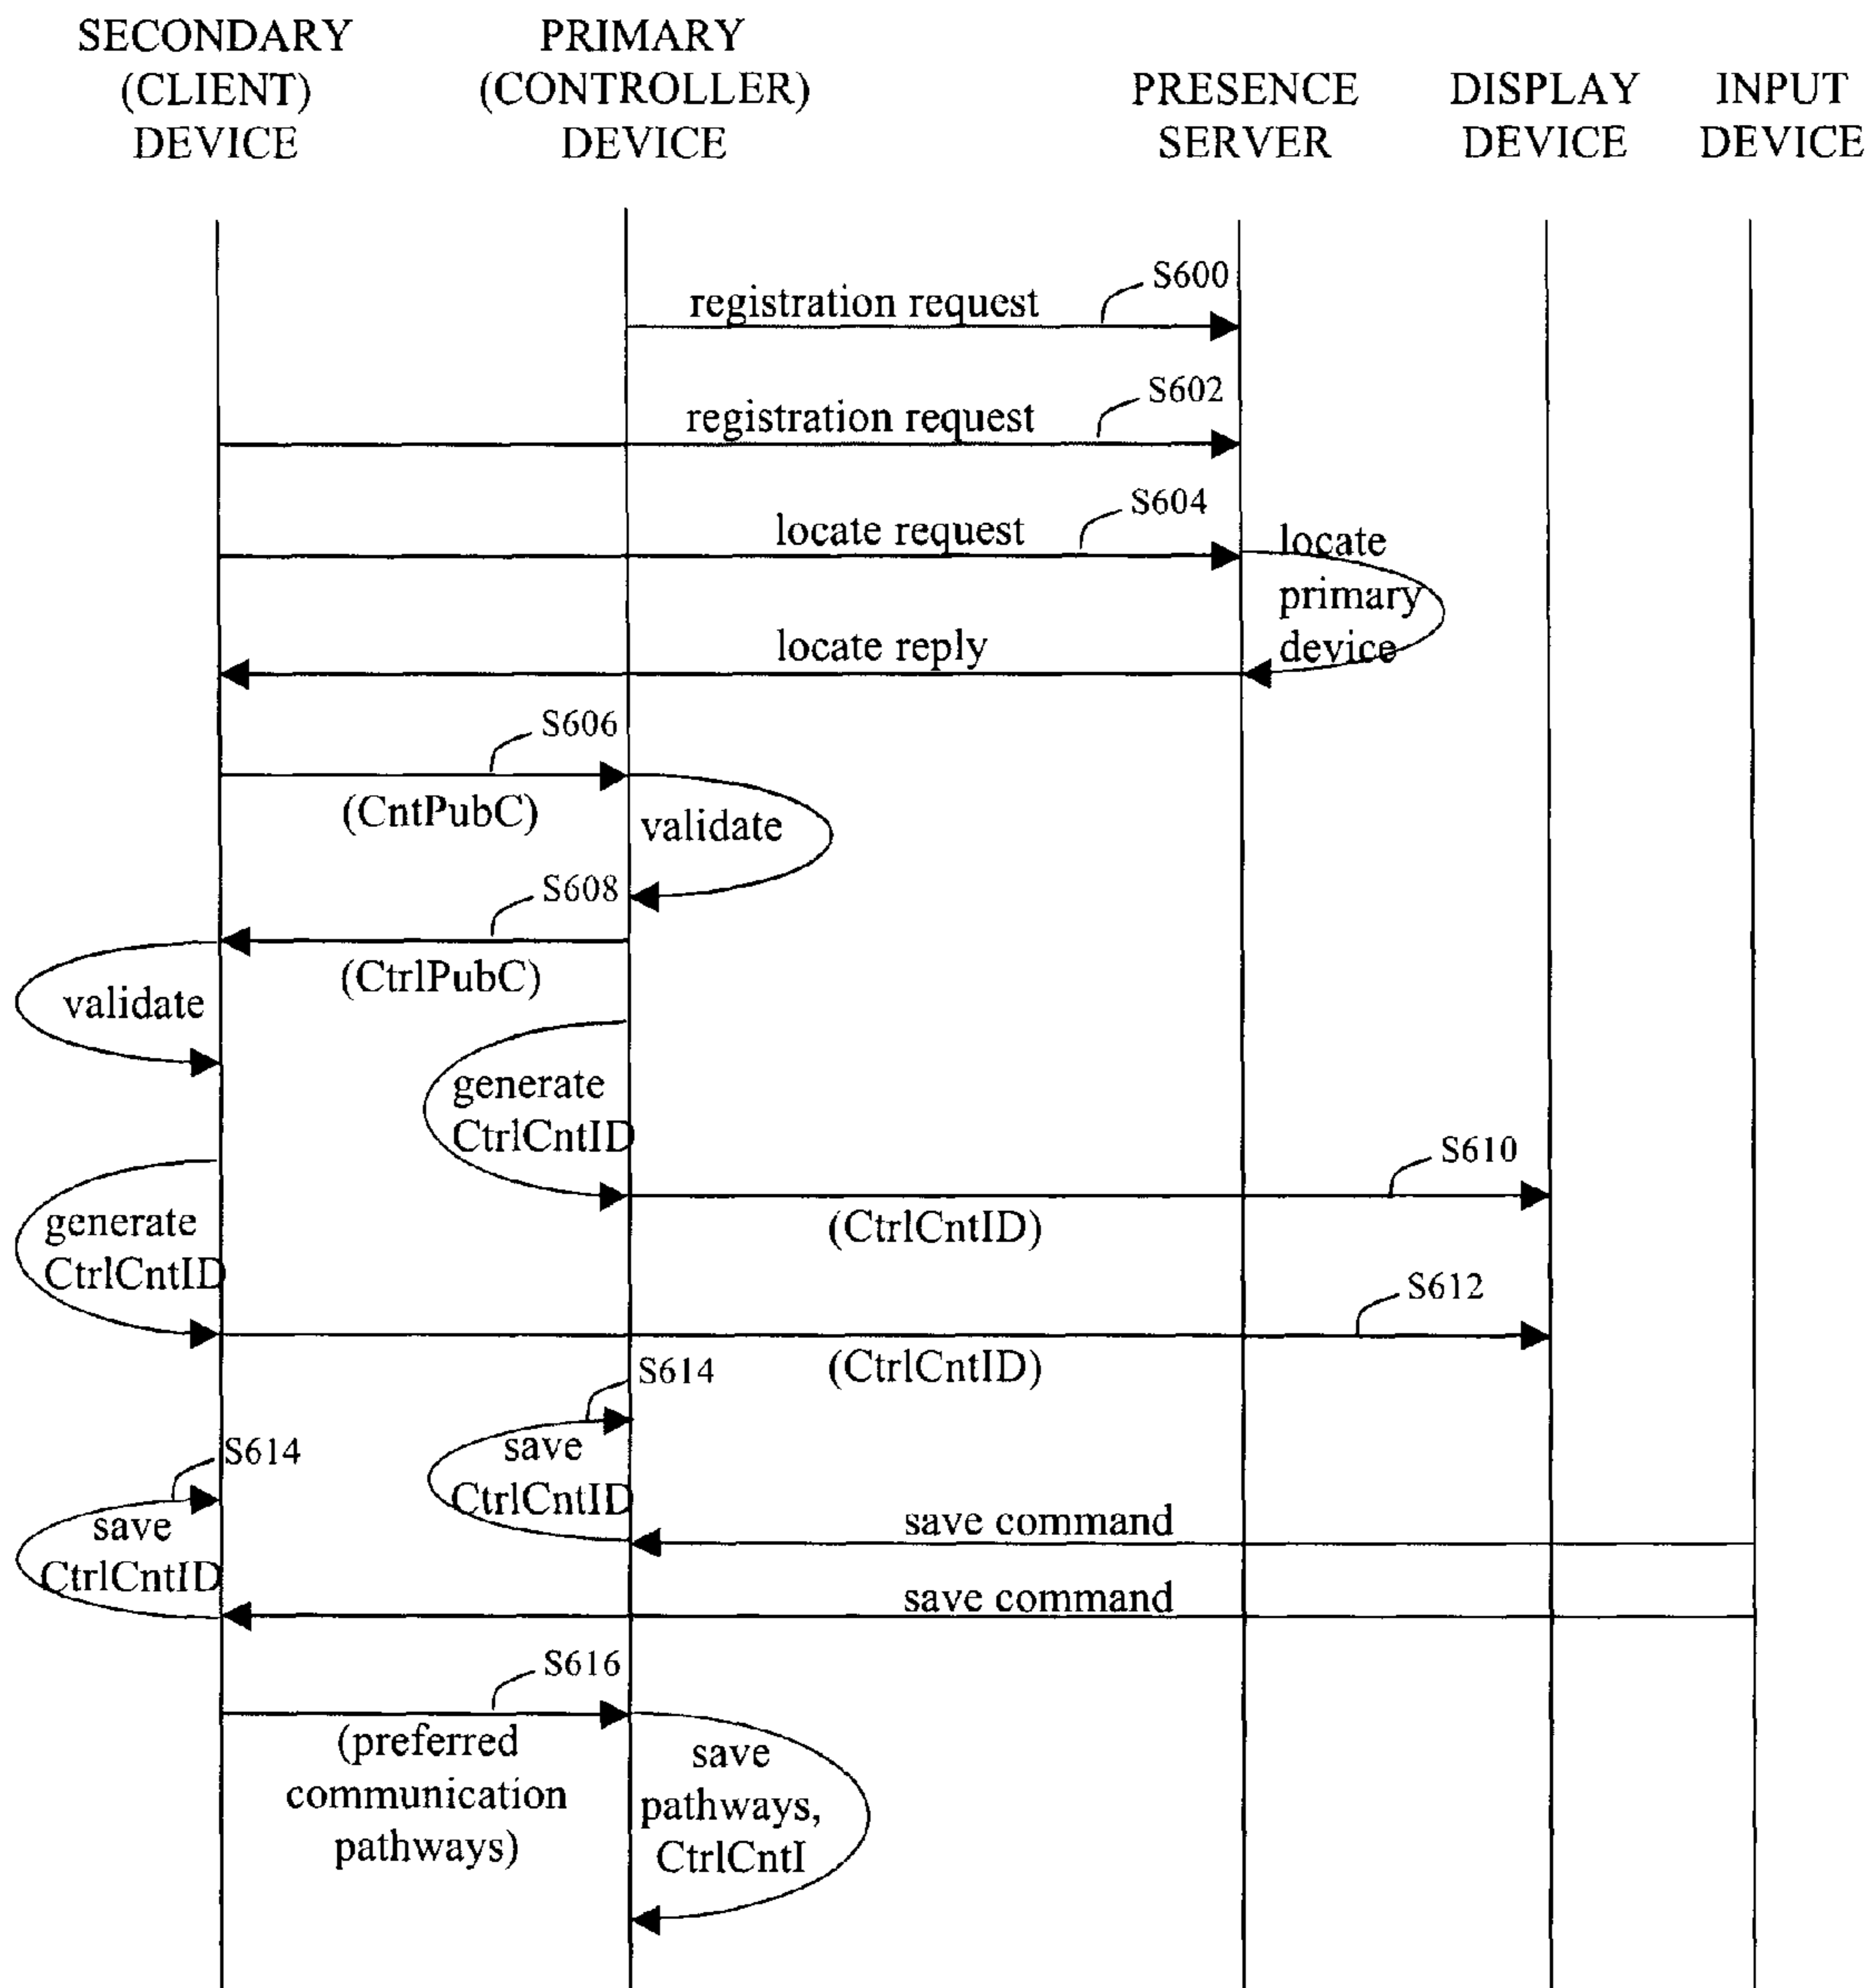 SECONDARY
(CLIENT)
DEVICE
PRIMARY
(CONTROLLER)
DEVICE
PRESENCE
SERVER
DISPLAY
DEVICE
INPUT
DEVICE
S600
registration request
S602
registration request
S604
locate request
locate
primary
device
locate reply
S606
(CntPubC)
validate
S608
(CtrlPubC)
validate
generate
CtrlCntID
S610
(CtrlCntID)
generate
CtrlCntID
S612
(CtrlCntID)
S614
save
CtrlCntID
S614
save
CtrlCntID
save command
save command
S616
(preferred
communication
pathways)
save
pathways,
CtrlCntI